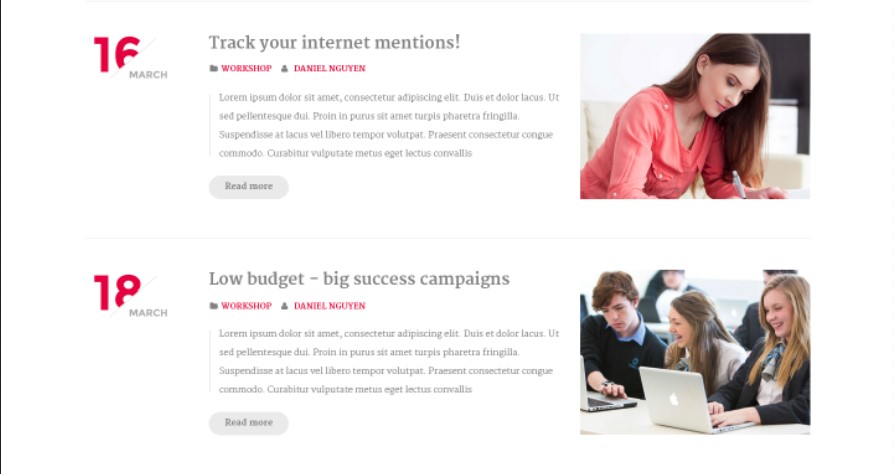 16
MARCH
Track your internet mentions!
WORKSHOP DANIEL NGUYEN
Lorem ipsum dolor sit amet, consectetur adipiscing elit. Duis et dolor lacus. Ut
sed pellentesque dui. Proin in purus sit amet turpis pharetra fringilla.
Suspendisse at lacus vel libero tempor volutpat. Praesent consectetur congue
commodo. Curabitur vulputate metus eget lectus convallis
Read more
18
MARCH
Low budget - big success campaigns
WORKSHOP DANIEL NGUYEN
Lorem ipsum dolor sit amet, consectetur adipiscing elit. Duis et dolor lacus. Ut
sed pellentesque dui. Proin in purus sit amet turpis pharetra fringilla.
Suspendisse at lacus vel libero tempor volutpat. Praesent consectetur congue
commodo. Curabitur vulputate metus eget lectus convallis
Read more